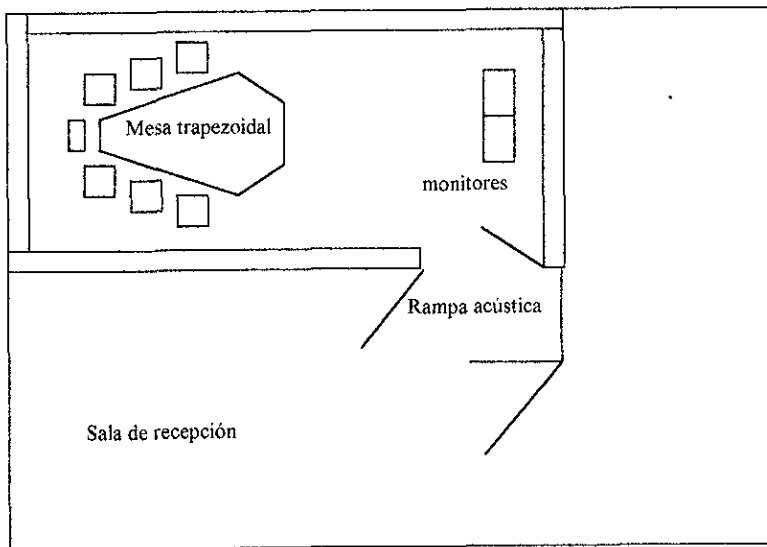 Mesa trapezoidal
monitores
Rampa acústica
Sala de recepción